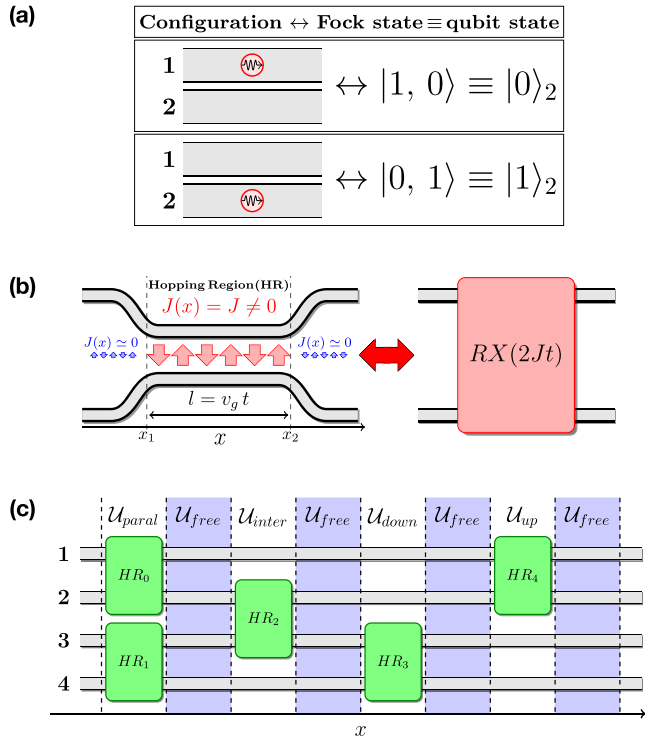 (a)
Configuration ↔ Fock state ≡ qubit state
1
2
↔ |1, 0⟩ ≡ |0⟩₂
1
2
↔ |0, 1⟩ ≡ |1⟩₂
(b)
Hopping Region(HR)
J(x) = J ≠ 0
J(x) ≃ 0
J(x) ≃ 0
l = v_g t
x₁
x
x₂
RX(2Jt)
(c)
𝒰_paral
𝒰_free
𝒰_inter
𝒰_free
𝒰_down
𝒰_free
𝒰_up
𝒰_free
1
2
3
4
HR₀
HR₁
HR₂
HR₃
HR₄
x